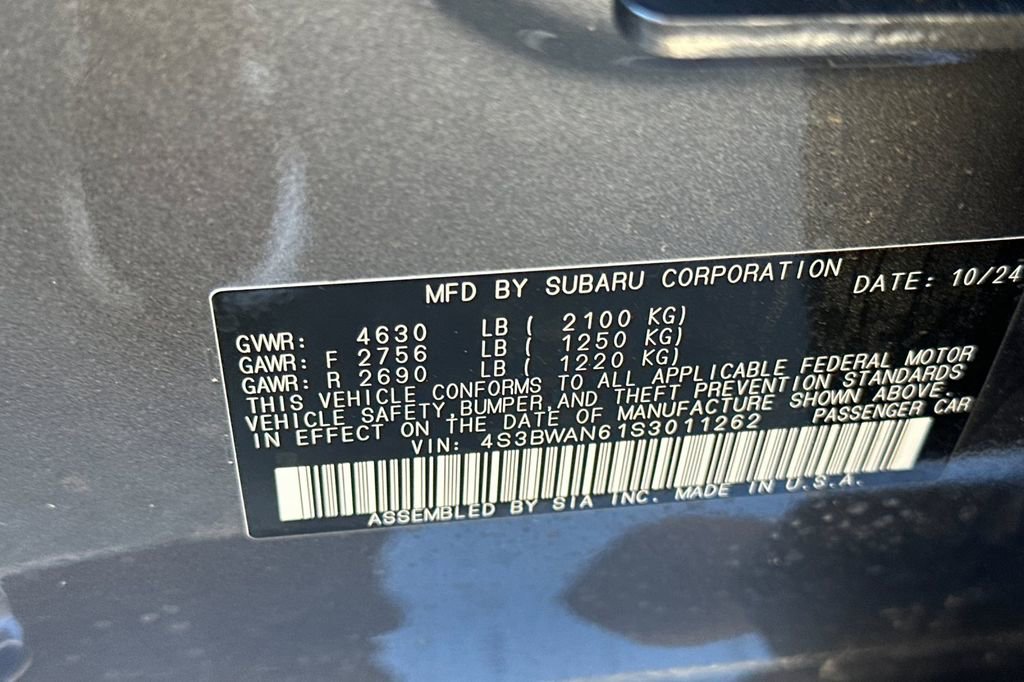 MFD BY SUBARU CORPORATION DATE: 10/24
GVWR: 4630 LB ( 2100 KG)
GAWR: F 2756 LB ( 1250 KG)
GAWR: R 2690 LB ( 1220 KG)
THIS VEHICLE CONFORMS TO ALL APPLICABLE FEDERAL MOTOR
VEHICLE SAFETY, BUMPER, AND THEFT PREVENTION STANDARDS
IN EFFECT ON THE DATE OF MANUFACTURE SHOWN ABOVE.
VIN: 4S3BWAN61S3011262 PASSENGER CAR
ASSEMBLED BY SIA INC. MADE IN U.S.A.